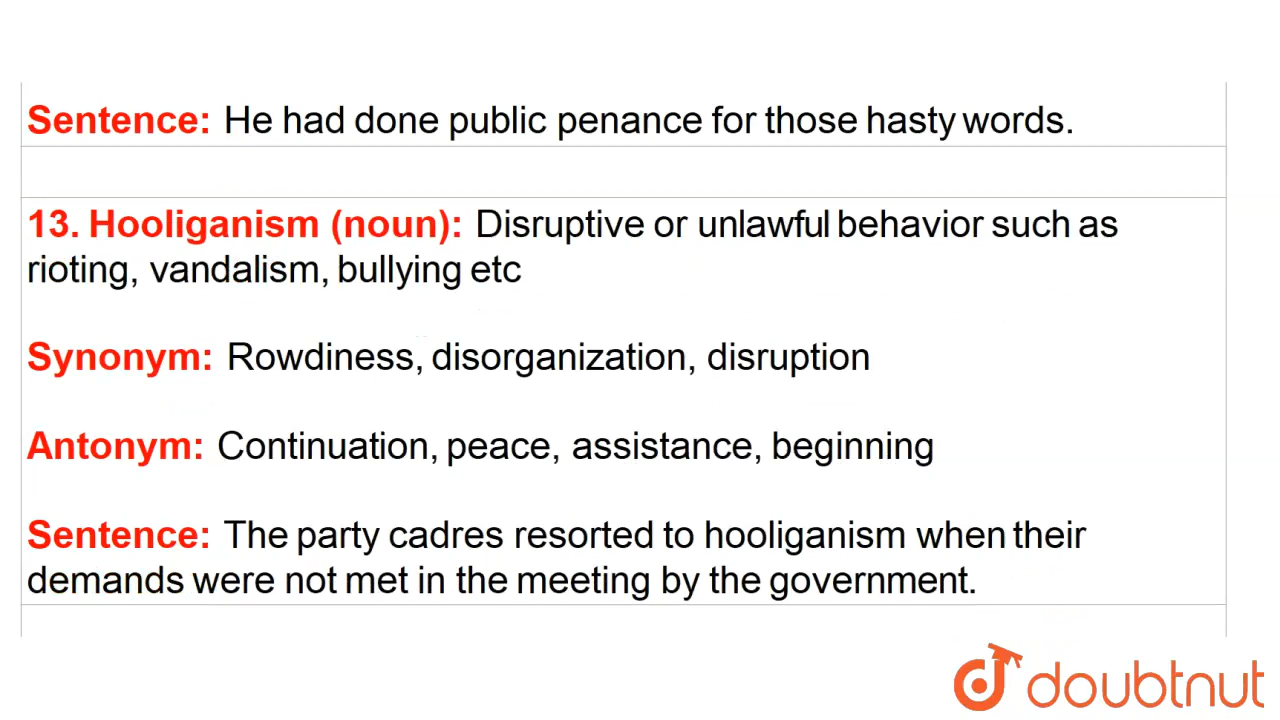 Sentence: He had done public penance for those hasty words.
13. Hooliganism (noun): Disruptive or unlawful behavior such as
rioting, vandalism, bullying etc
Synonym: Rowdiness, disorganization, disruption
Antonym: Continuation, peace, assistance, beginning
Sentence: The party cadres resorted to hooliganism when their
demands were not met in the meeting by the government.
doubtnut